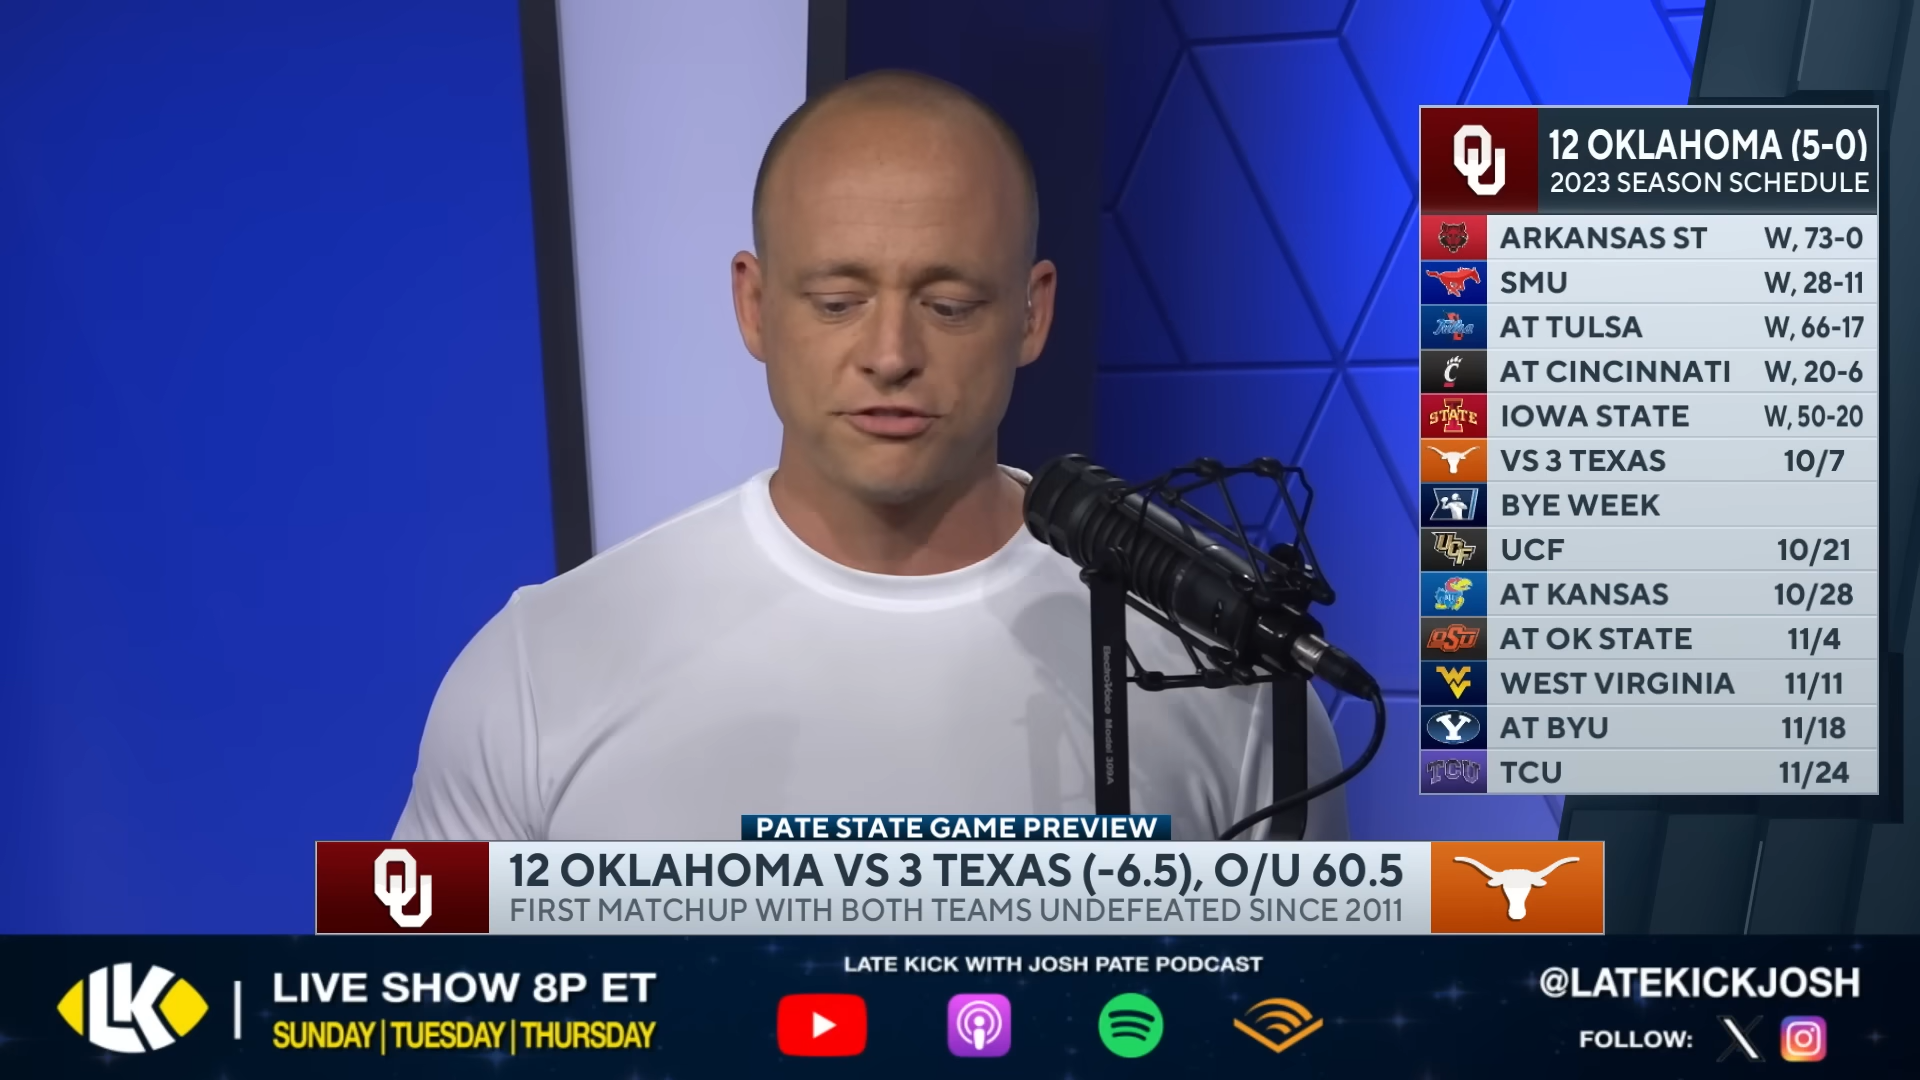 12 OKLAHOMA (5-0)
2023 SEASON SCHEDULE
ARKANSAS ST W, 73-0
SMU W, 28-11
AT TULSA W, 66-17
AT CINCINNATI W, 20-6
IOWA STATE W, 50-20
VS 3 TEXAS 10/7
BYE WEEK
UCF 10/21
AT KANSAS 10/28
AT OK STATE 11/4
WEST VIRGINIA 11/11
AT BYU 11/18
TCU 11/24
ElectroVoice Model 309A
PATE STATE GAME PREVIEW
12 OKLAHOMA VS 3 TEXAS (-6.5), O/U 60.5
FIRST MATCHUP WITH BOTH TEAMS UNDEFEATED SINCE 2011
LK
LIVE SHOW 8P ET
SUNDAY | TUESDAY | THURSDAY
LATE KICK WITH JOSH PATE PODCAST
@LATEKICKJOSH
FOLLOW: